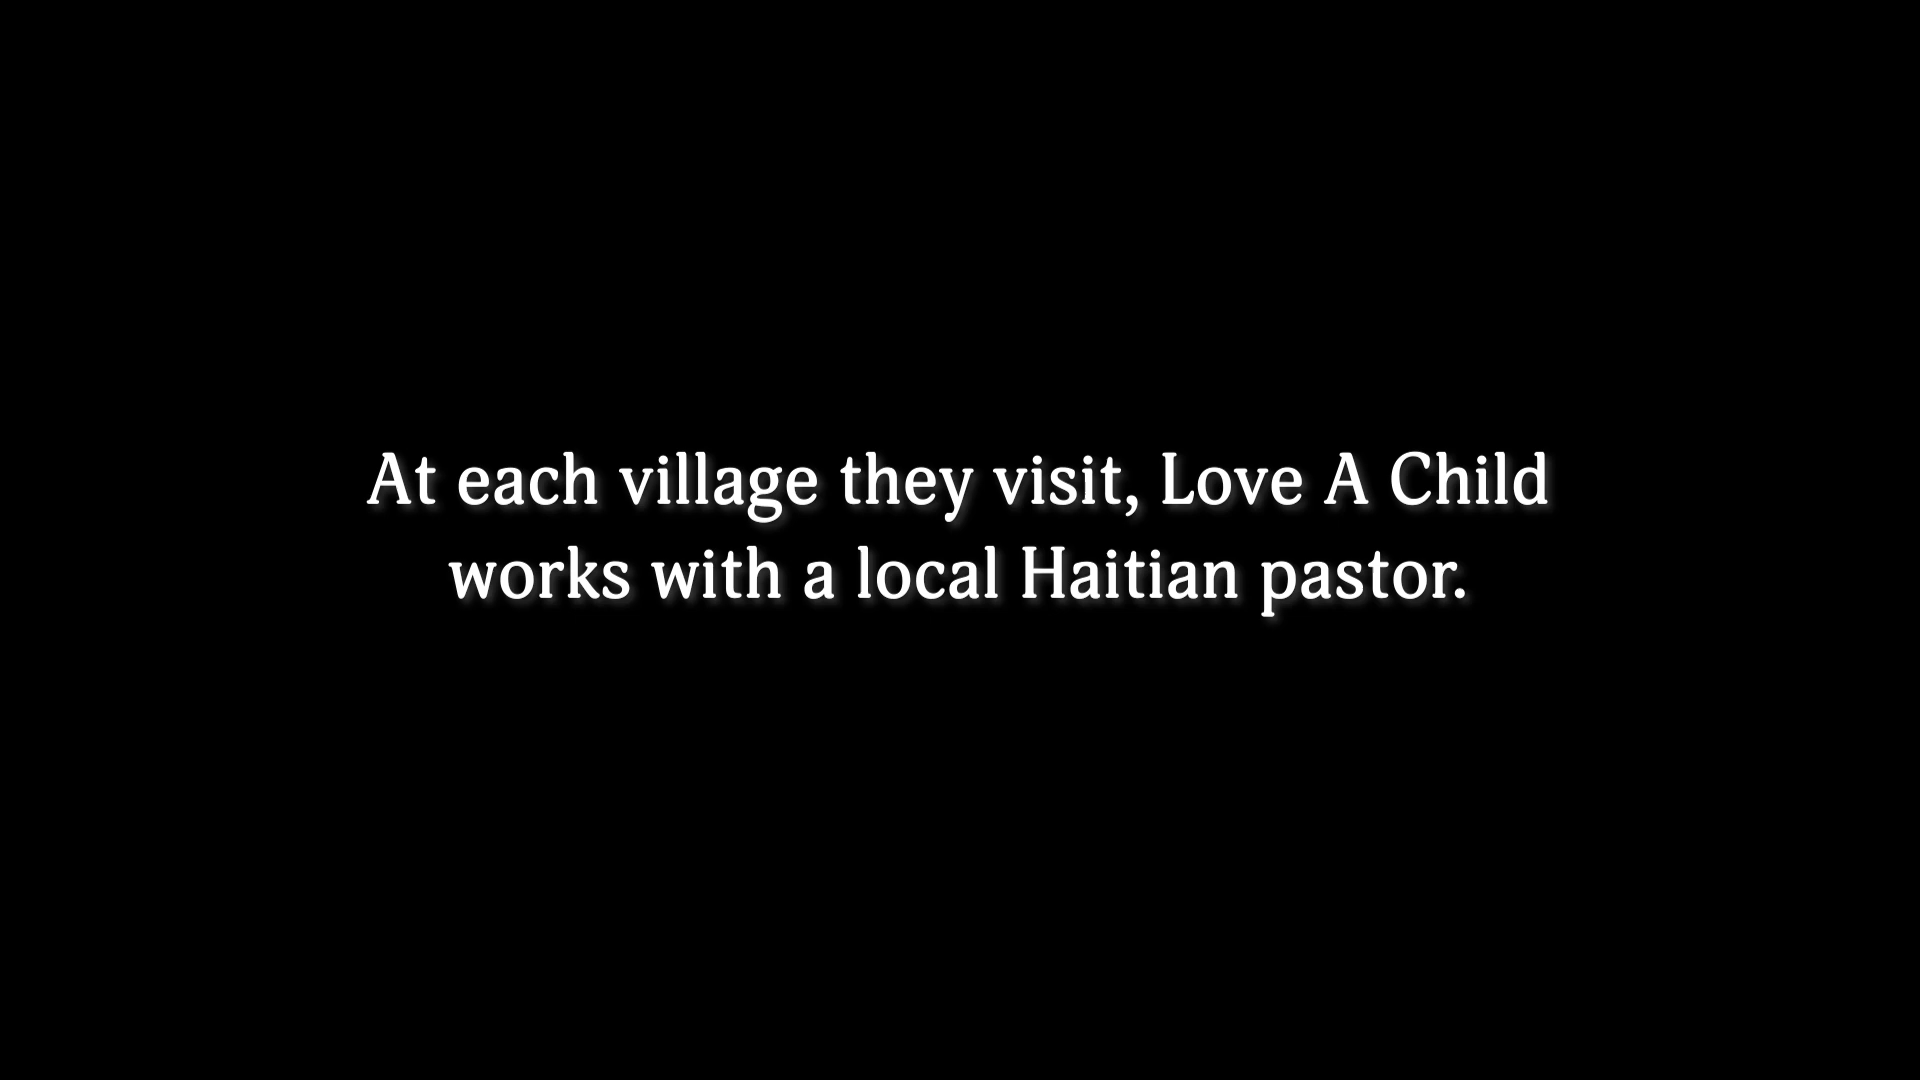 At each village they visit, Love A Child
works with a local Haitian pastor.